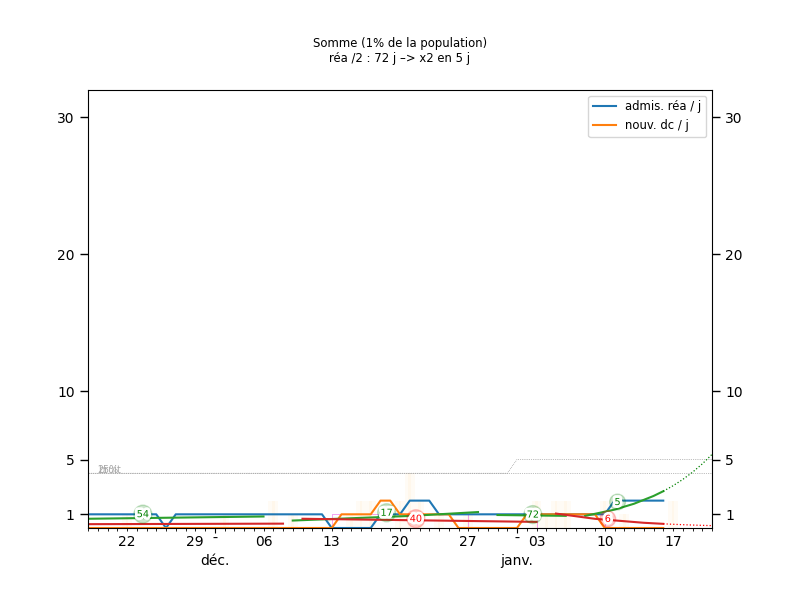 Somme (1% de la population)
réa /2 : 72 j –> x2 en 5 j
admis. réa / j
nouv. dc / j
30 30
20 20
10 10
5 5
1 1
54 17 40 72 5 6
22 29 - 06 13 20 27 - 03 10 17
déc. janv.